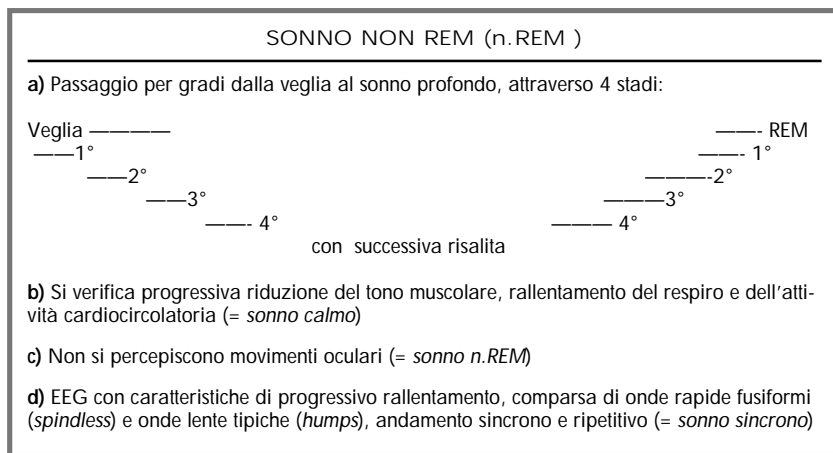 SONNO NON REM (n.REM )
a) Passaggio per gradi dalla veglia al sonno profondo, attraverso 4 stadi:
Veglia ———— ——- REM
——1° ——- 1°
——2° ———-2°
——3° ———3°
——- 4° ——— 4°
con successiva risalita
b) Si verifica progressiva riduzione del tono muscolare, rallentamento del respiro e dell'atti-
vità cardiocircolatoria (= sonno calmo)
c) Non si percepiscono movimenti oculari (= sonno n.REM)
d) EEG con caratteristiche di progressivo rallentamento, comparsa di onde rapide fusiformi
(spindless) e onde lente tipiche (humps), andamento sincrono e ripetitivo (= sonno sincrono)